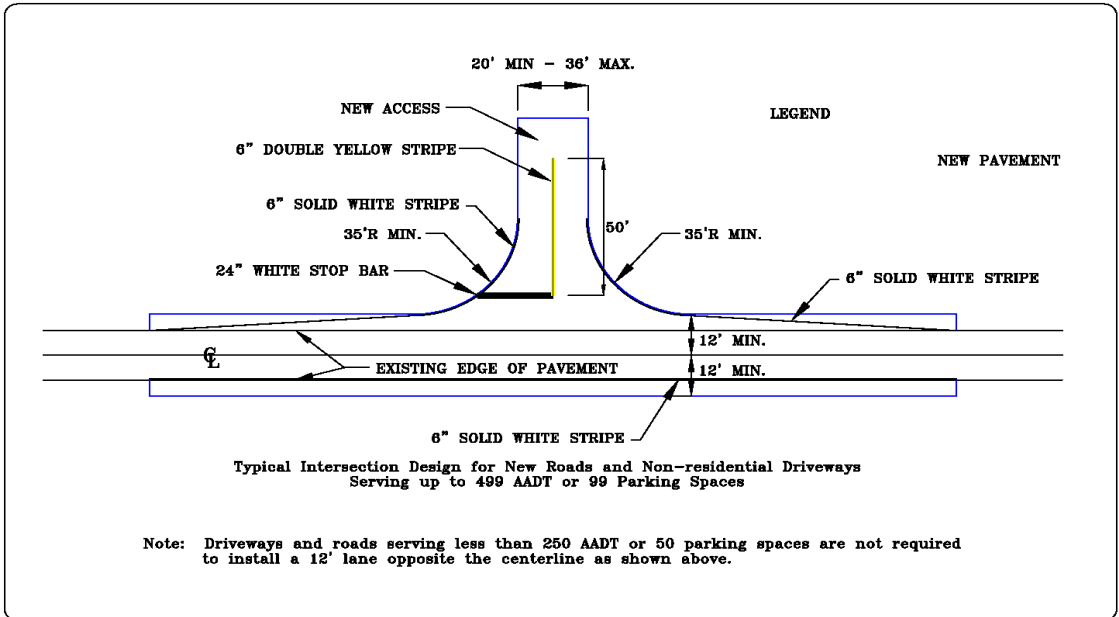 20' MIN - 36' MAX.
NEW ACCESS
LEGEND
6" DOUBLE YELLOW STRIPE
NEW PAVEMENT
6" SOLID WHITE STRIPE
50'
35'R MIN.
35'R MIN.
24" WHITE STOP BAR
6" SOLID WHITE STRIPE
12' MIN.
℄
EXISTING EDGE OF PAVEMENT
12' MIN.
6" SOLID WHITE STRIPE
Typical Intersection Design for New Roads and Non-residential Driveways
Serving up to 499 AADT or 99 Parking Spaces
Note: Driveways and roads serving less than 250 AADT or 50 parking spaces are not required
to install a 12' lane opposite the centerline as shown above.